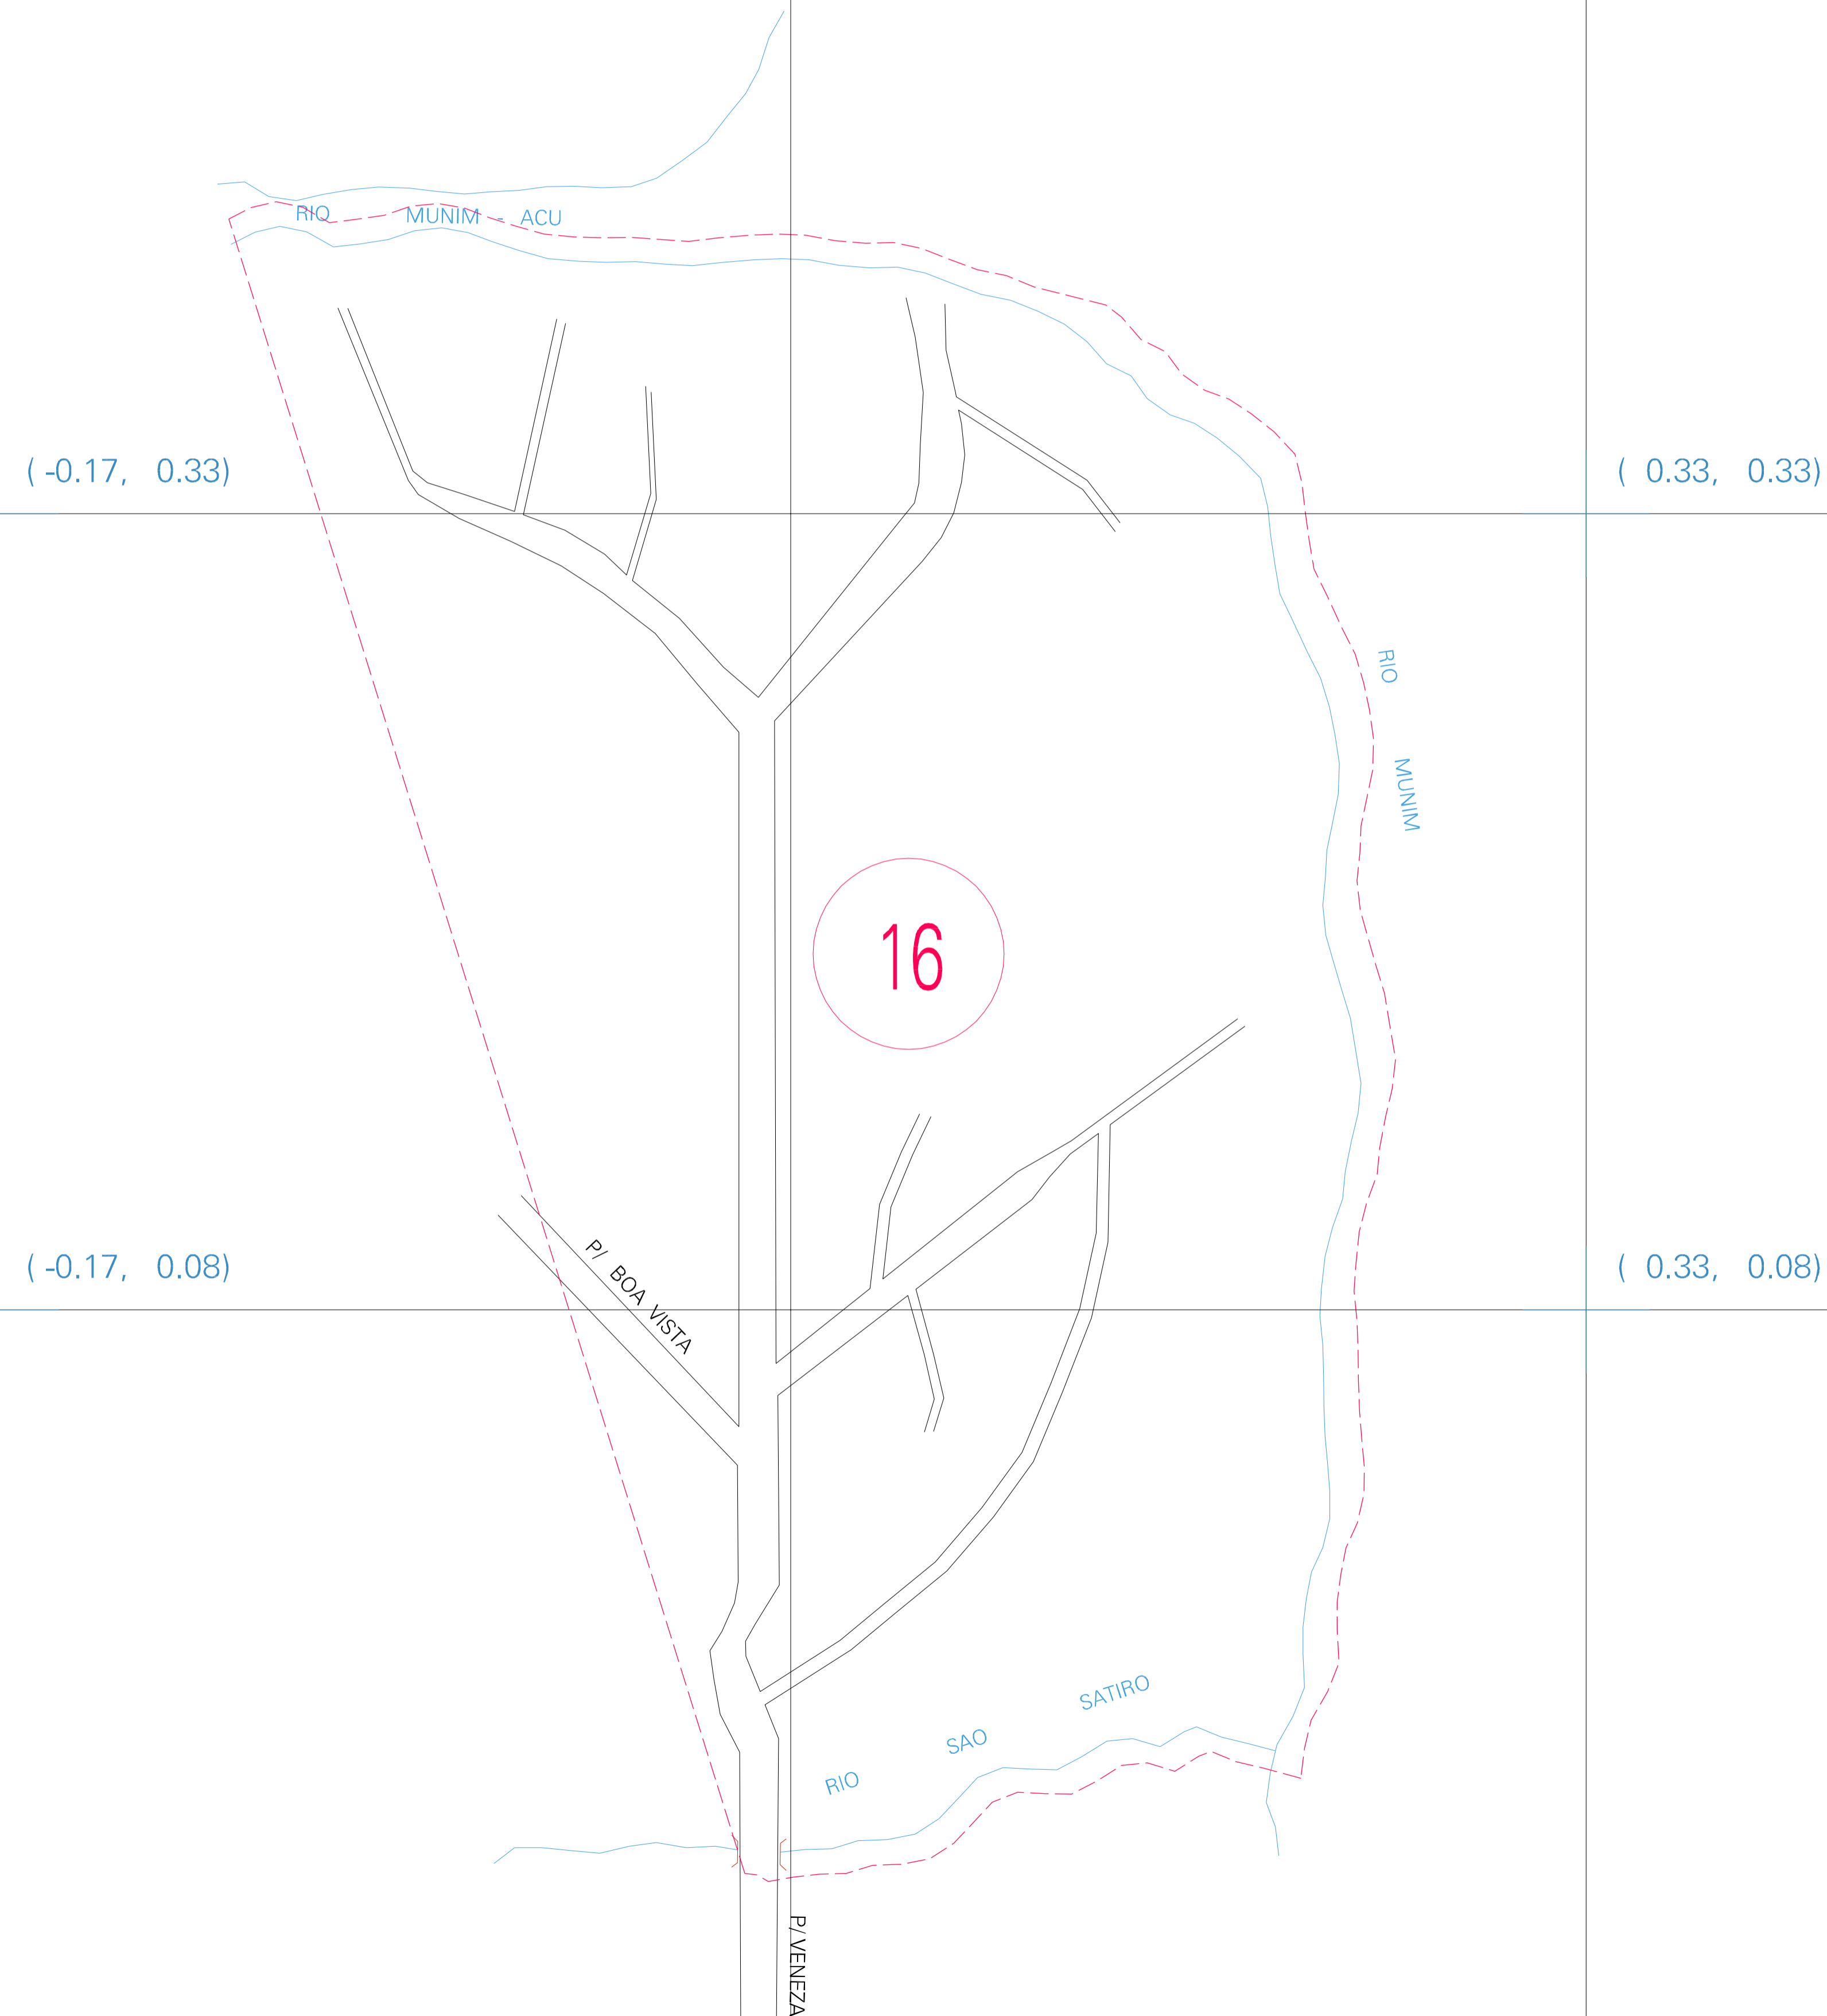 RIO MUNIM - ACU
( -0.17, 0.33)
( 0.33, 0.33)
RIO MUNIM
16
P/ BOA VISTA
( -0.17, 0.08)
( 0.33, 0.08)
RIO SAO SATIRO
P/ VENEZA